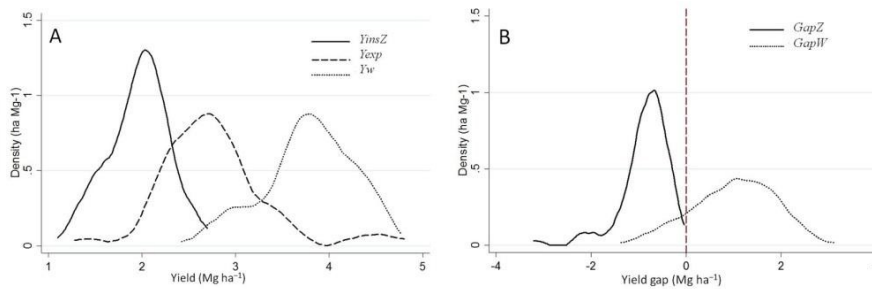 A
YinsZ
Yexp
Yw
Density (ha Mg-1)
1.5
1
.5
0
1
2
3
4
5
Yield (Mg ha⁻¹)
B
GapZ
GapW
Density (ha Mg-1)
1.5
1
.5
0
-4
-2
0
2
4
Yield gap (Mg ha⁻¹)